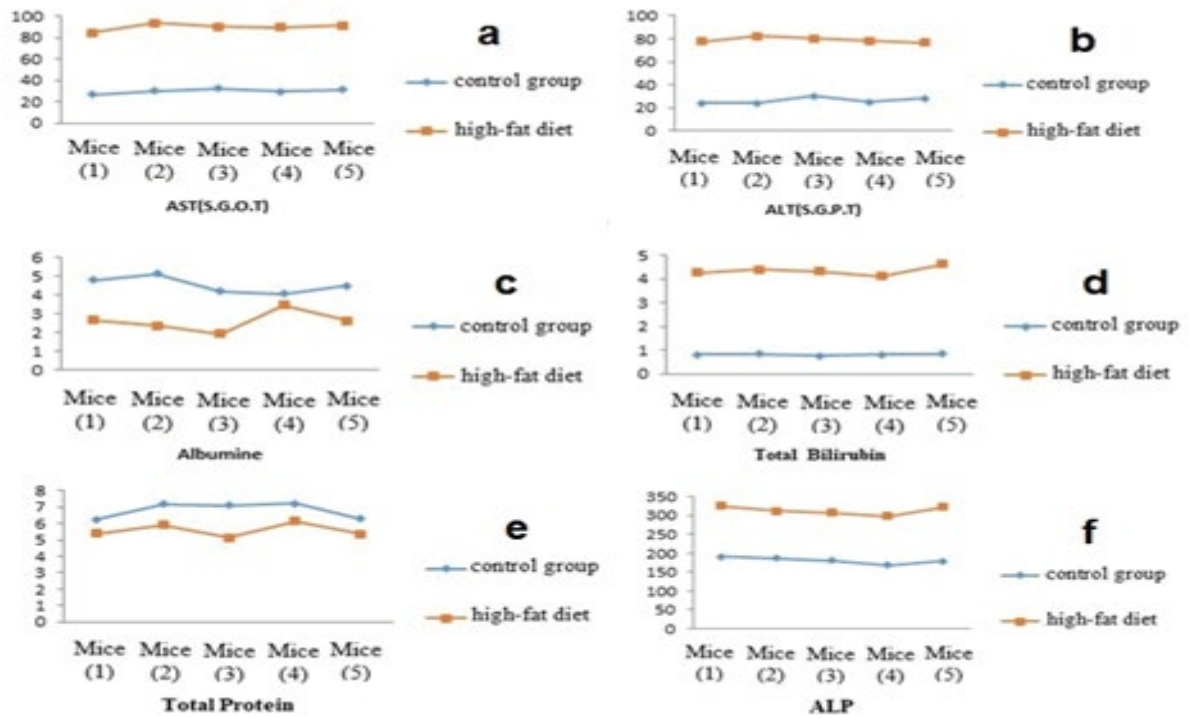 100
80
60
40
20
0
a
control group
high-fat diet
Mice (1) Mice (2) Mice (3) Mice (4) Mice (5)
AST(S.G.O.T)
100
80
60
40
20
0
b
control group
high-fat diet
Mice (1) Mice (2) Mice (3) Mice (4) Mice (5)
ALT(S.G.P.T)
6
5
4
3
2
1
0
c
control group
high-fat diet
Mice (1) Mice (2) Mice (3) Mice (4) Mice (5)
Albumine
5
4
3
2
1
0
d
control group
high-fat diet
Mice (1) Mice (2) Mice (3) Mice (4) Mice (5)
Total Bilirubin
8
7
6
5
4
3
2
1
0
e
control group
high-fat diet
Mice (1) Mice (2) Mice (3) Mice (4) Mice (5)
Total Protein
350
300
250
200
150
100
50
0
f
control group
high-fat diet
Mice (1) Mice (2) Mice (3) Mice (4) Mice (5)
ALP